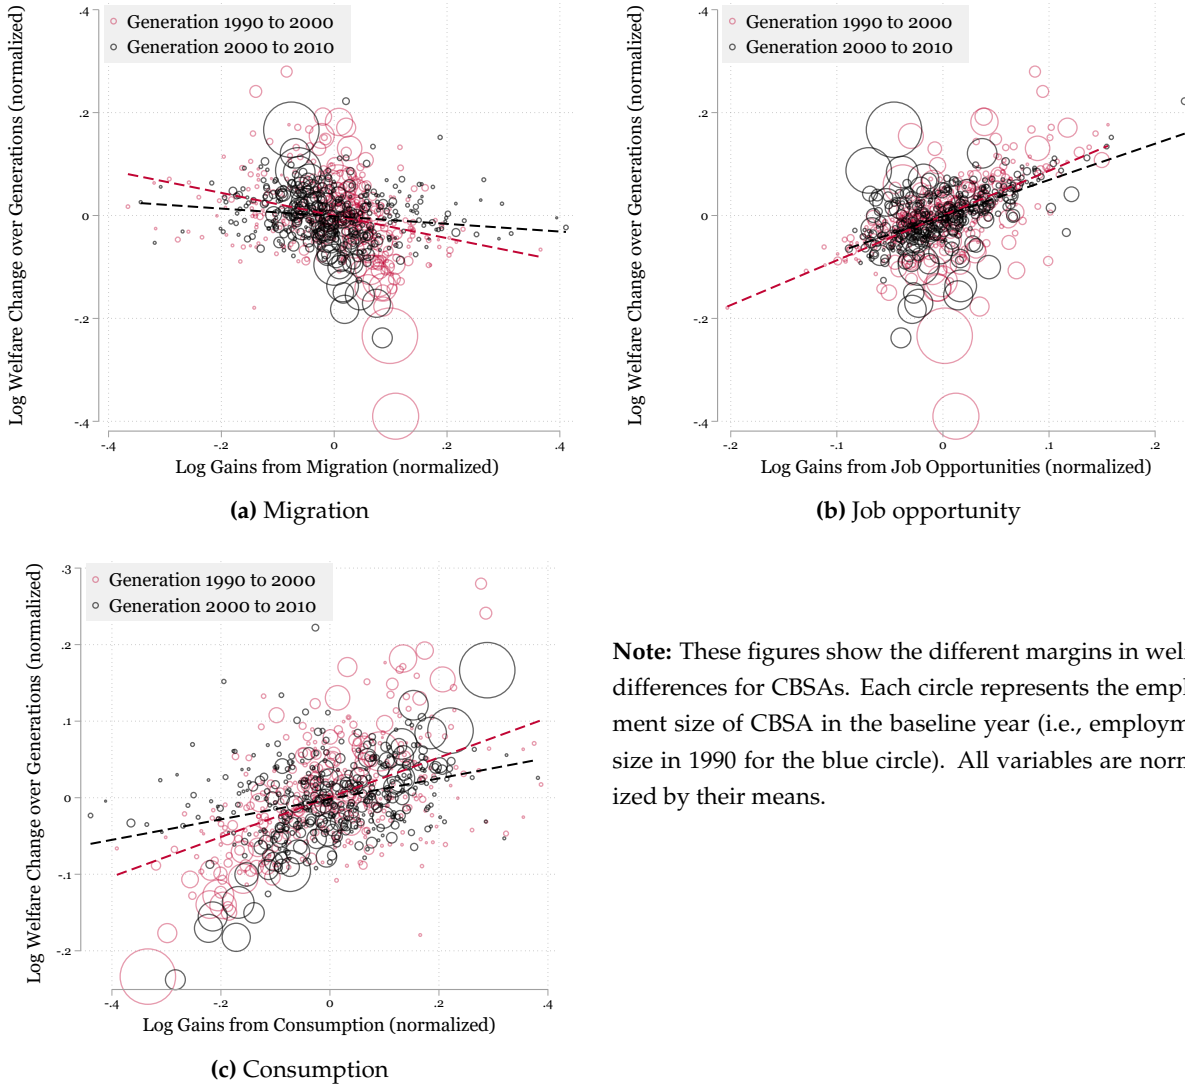 Log Welfare Change over Generations (normalized)
.4
.2
0
-.2
-.4
Generation 1990 to 2000
Generation 2000 to 2010
-.4
-.2
0
.2
.4
Log Gains from Migration (normalized)
(a) Migration
Log Welfare Change over Generations (normalized)
.4
.2
0
-.2
-.4
Generation 1990 to 2000
Generation 2000 to 2010
-0.2
-0.1
0
0.1
0.2
Log Gains from Job Opportunities (normalized)
(b) Job opportunity
Log Welfare Change over Generations (normalized)
.3
.2
.1
0
-.1
-.2
Generation 1990 to 2000
Generation 2000 to 2010
-.4
-.2
0
.2
.4
Log Gains from Consumption (normalized)
(c) Consumption
Note: These figures show the different margins in wel
differences for CBSAs. Each circle represents the empl
ment size of CBSA in the baseline year (i.e., employm
size in 1990 for the blue circle). All variables are norm
ized by their means.